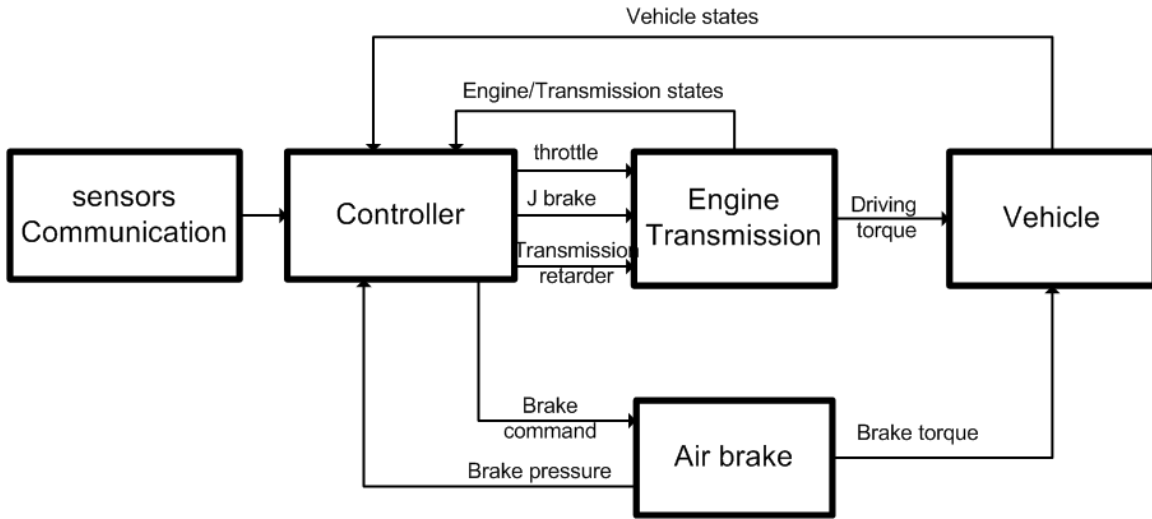 Vehicle states
Engine/Transmission states
sensors
Communication
Controller
throttle
J brake
Transmission
retarder
Engine
Transmission
Driving
torque
Vehicle
Brake
command
Brake pressure
Air brake
Brake torque